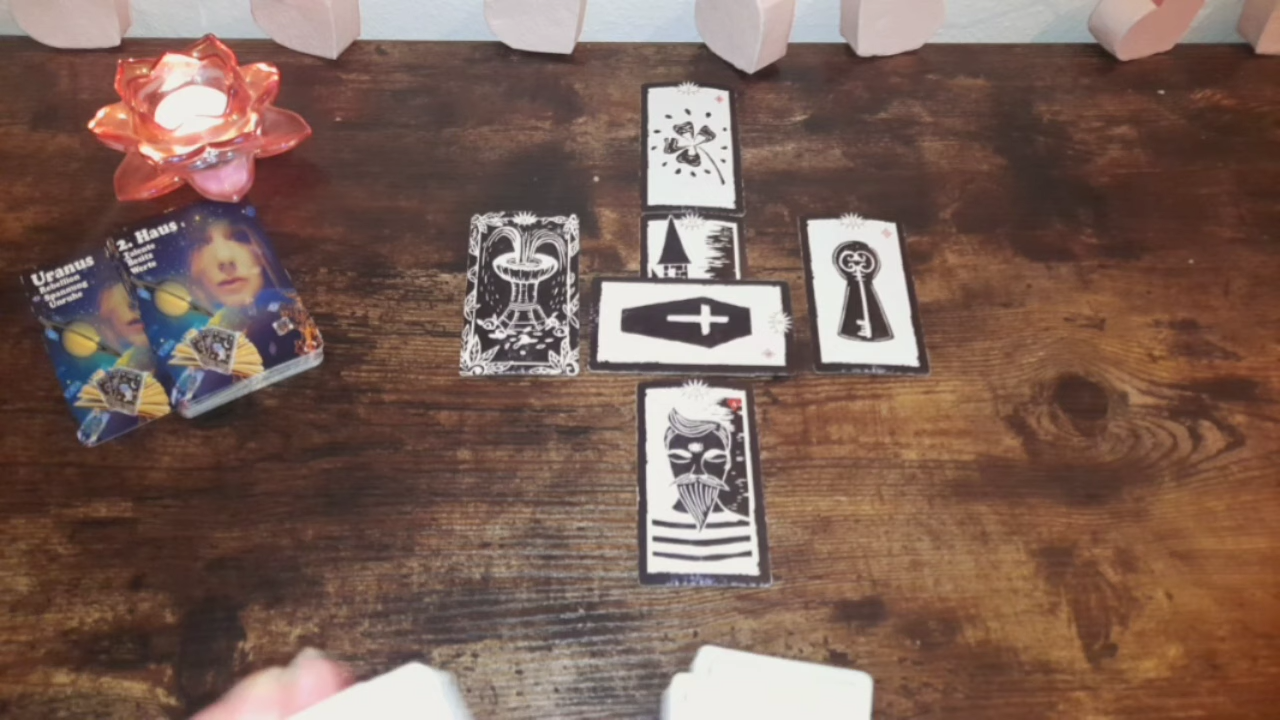 Uranus
Rebellion
Spannung
Unruhe
2. Haus
Talente
Besitz
Werte